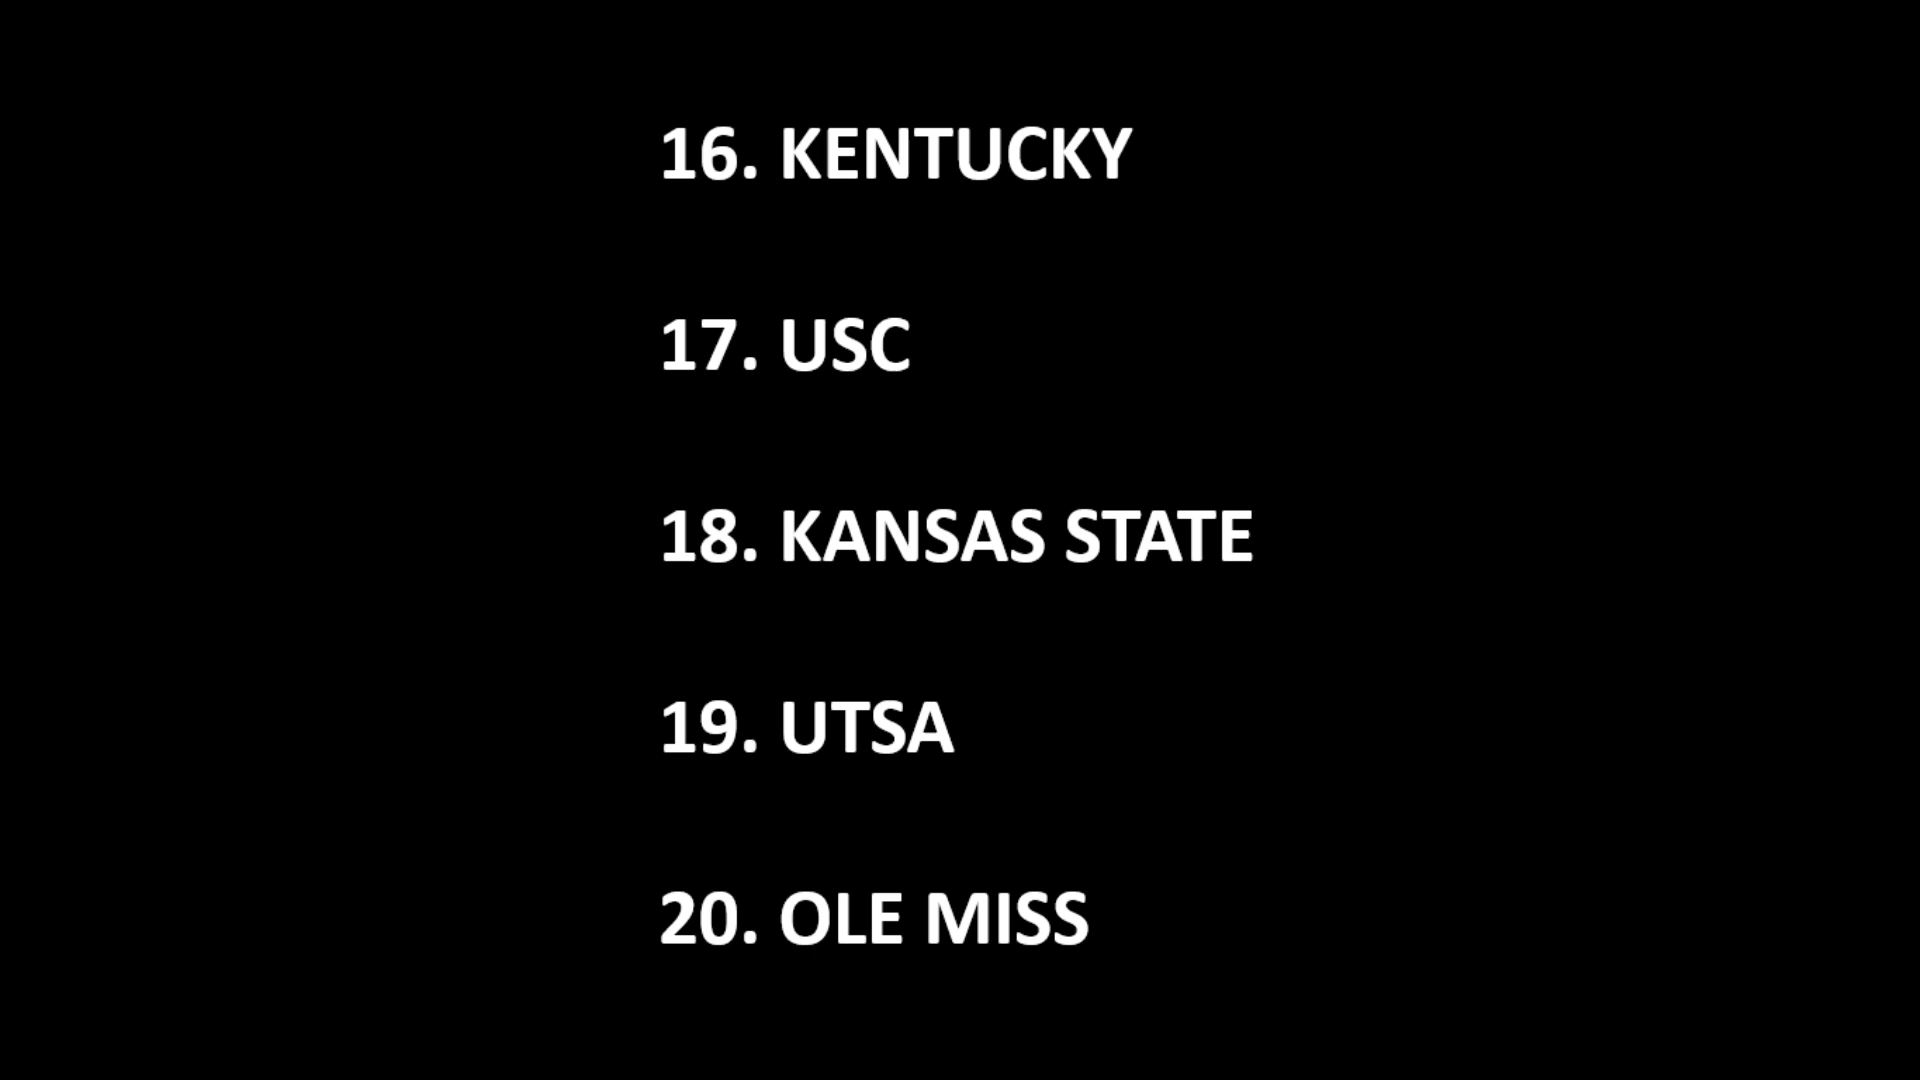 16. KENTUCKY
17. USC
18. KANSAS STATE
19. UTSA
20. OLE MISS